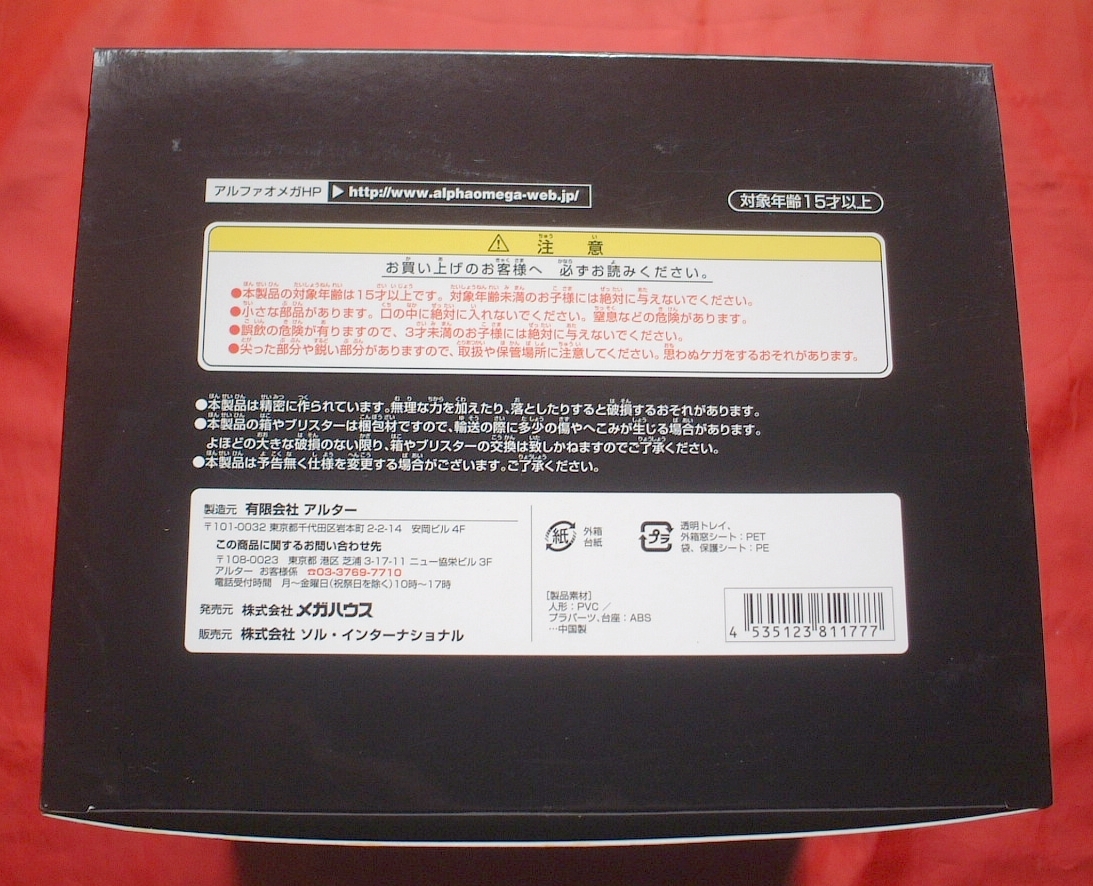 アルファオメガHP ▶ http://www.alphaomega-web.jp/
対象年齢15才以上
⚠ 注意
お買い上げのお客様へ 必ずお読みください。
●本製品の対象年齢は15才以上です。対象年齢未満のお子様には絶対に与えないでください。
●小さな部品があります。口の中に絶対に入れないでください。窒息などの危険があります。
●誤飲の危険が有りますので、3才未満のお子様には絶対に与えないでください。
●尖った部分や鋭い部分がありますので、取扱や保管場所に注意してください。思わぬケガをするおそれがあります。
●本製品は精密に作られています。無理な力を加えたり、落としたりすると破損するおそれがあります。
●本製品の箱やブリスターは梱包材ですので、輸送の際に多少の傷やへこみが生じる場合があります。
よほどの大きな破損のない限り、箱やブリスターの交換は致しかねますのでご了承ください。
●本製品は予告無く仕様を変更する場合がございます。ご了承ください。
製造元 有限会社 アルター
〒101-0032 東京都千代田区岩本町 2-2-14 安岡ビル 4F
この商品に関するお問い合わせ先
〒108-0023 東京都 港区 芝浦 3-17-11 ニュー協栄ビル 3F
アルター お客様係 ☎03-3769-7710
電話受付時間 月～金曜日(祝祭日を除く)10時～17時
発売元 株式会社 メガハウス
販売元 株式会社 ソル・インターナショナル
紙
外箱
台紙
プラ
透明トレイ、
外箱窓シート：PET
袋、保護シート：PE
[製品素材]
人形：PVC ／
プラパーツ、台座：ABS
…中国製
4 535123 811777